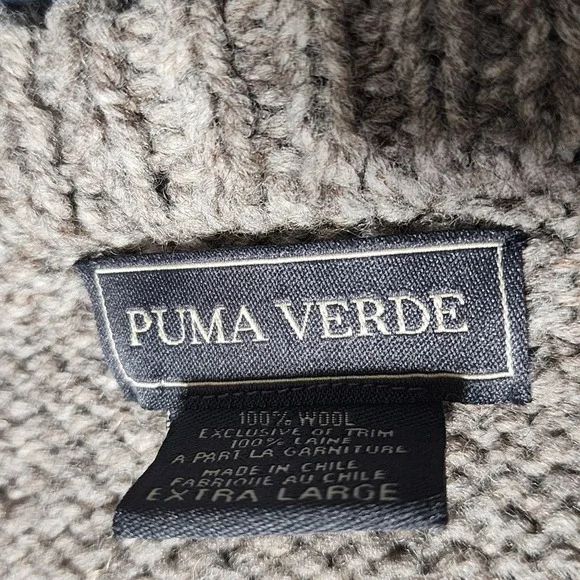 PUMA VERDE
100% WOOL
EXCLUSIVE OF TRIM
100% LAINE
A PART LA GARNITURE
MADE IN CHILE
FABRIQUE AU CHILE
EXTRA LARGE